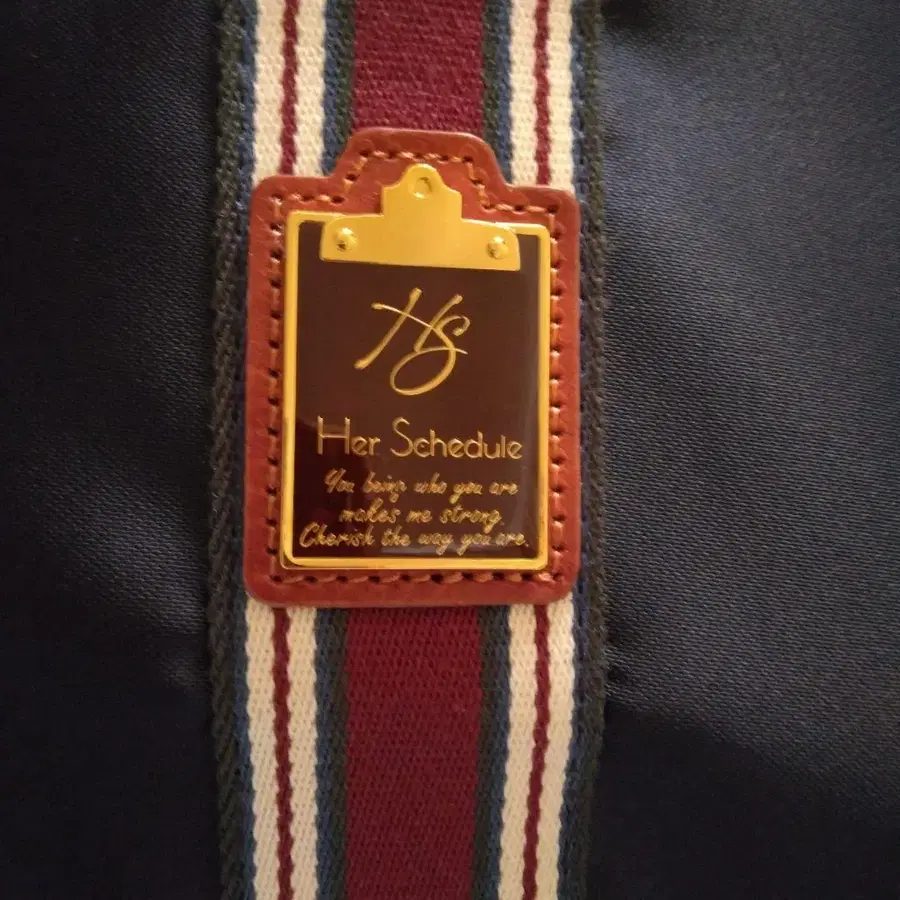 HS
Her Schedule
You being who you are
makes me strong.
Cherish the way you are.